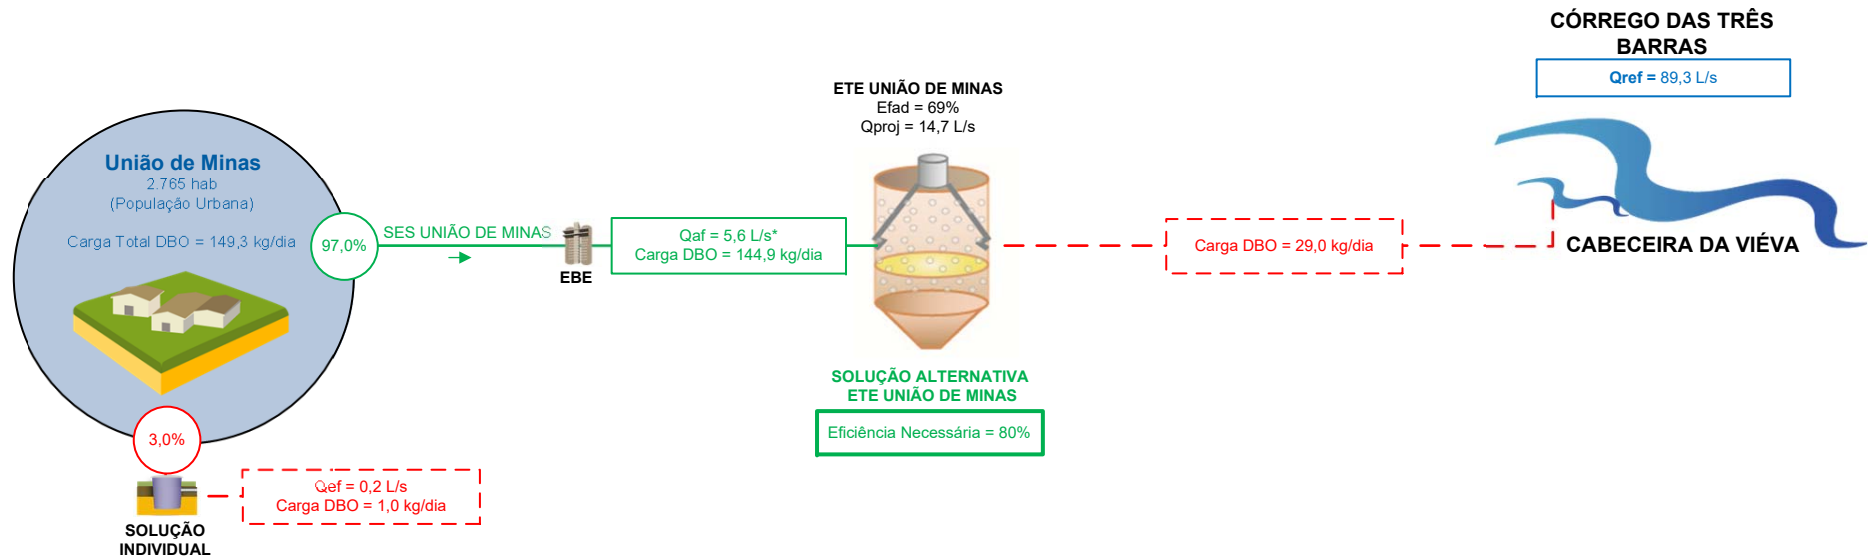 União de Minas
2.765 hab
(População Urbana)
Carga Total DBO = 149,3 kg/dia
97,0%
3,0%
SOLUÇÃO
INDIVIDUAL
Qef = 0,2 L/s
Carga DBO = 1,0 kg/dia
SES UNIÃO DE MINAS
EBE
Qaf = 5,6 L/s*
Carga DBO = 144,9 kg/dia
ETE UNIÃO DE MINAS
Efad = 69%
Qproj = 14,7 L/s
SOLUÇÃO ALTERNATIVA
ETE UNIÃO DE MINAS
Eficiência Necessária = 80%
Carga DBO = 29,0 kg/dia
CÓRREGO DAS TRÊS
BARRAS
Qref = 89,3 L/s
CABECEIRA DA VIÉVA